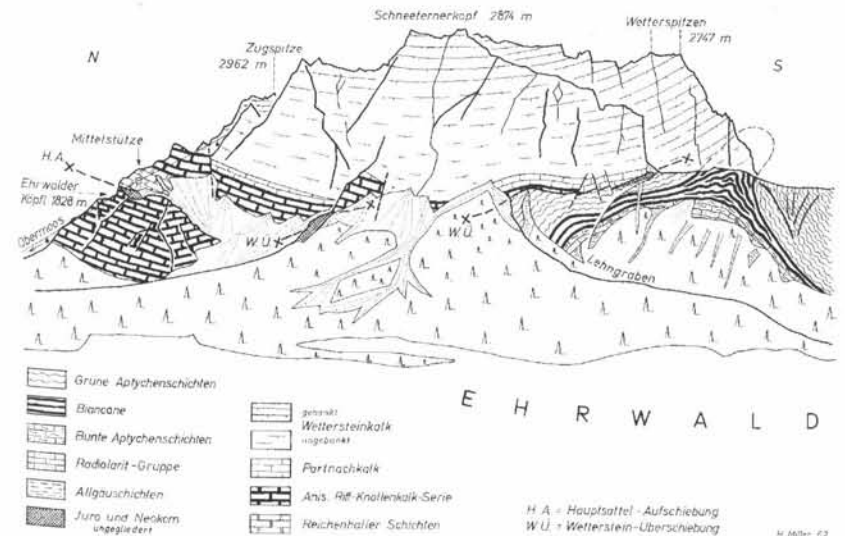 Schneefernerkopf 2874 m
Wetterspitzen
2747 m
Zugspitze
2962 m
N
S
Mittelstütze
H.A.
Ehrwalder
Köpfl 1828 m
Obermoos
W.Ü.
W.Ü.
Lehngraben
E H R W A L D
Grüne Aptychenschichten
Biancone
Bunte Aptychenschichten
Radiolarit-Gruppe
Allgäuschichten
Jura und Neokom
ungegliedert
gebankt
Wettersteinkalk
ungebankt
Partnachkalk
Anis. Riff-Knollenkalk-Serie
Reichenhaller Schichten
H.A. = Hauptsattel-Aufschiebung
W.Ü. = Wetterstein-Überschiebung
H. Miller 62